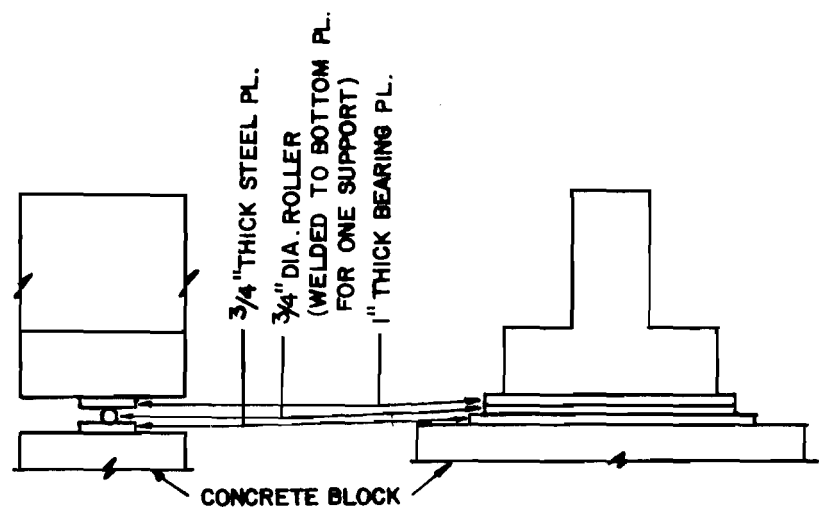 3/4" THICK STEEL PL.
3/4" DIA. ROLLER
(WELDED TO BOTTOM PL.
FOR ONE SUPPORT)
1" THICK BEARING PL.
CONCRETE BLOCK